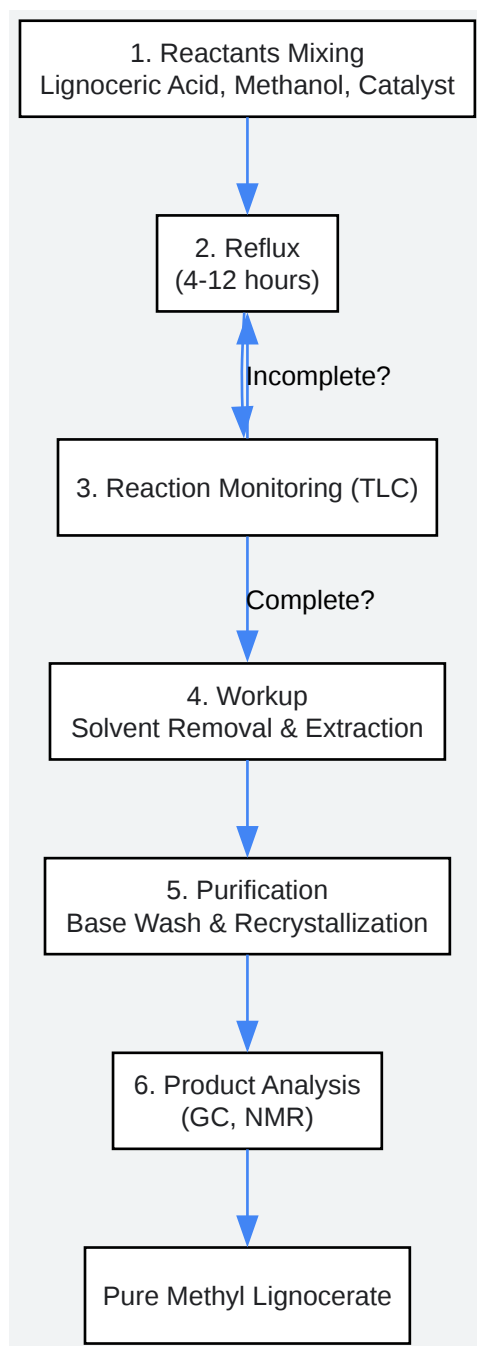 1. Reactants Mixing
Lignoceric Acid, Methanol, Catalyst
2. Reflux
(4-12 hours)
Incomplete?
3. Reaction Monitoring (TLC)
Complete?
4. Workup
Solvent Removal & Extraction
5. Purification
Base Wash & Recrystallization
6. Product Analysis
(GC, NMR)
Pure Methyl Lignocerate